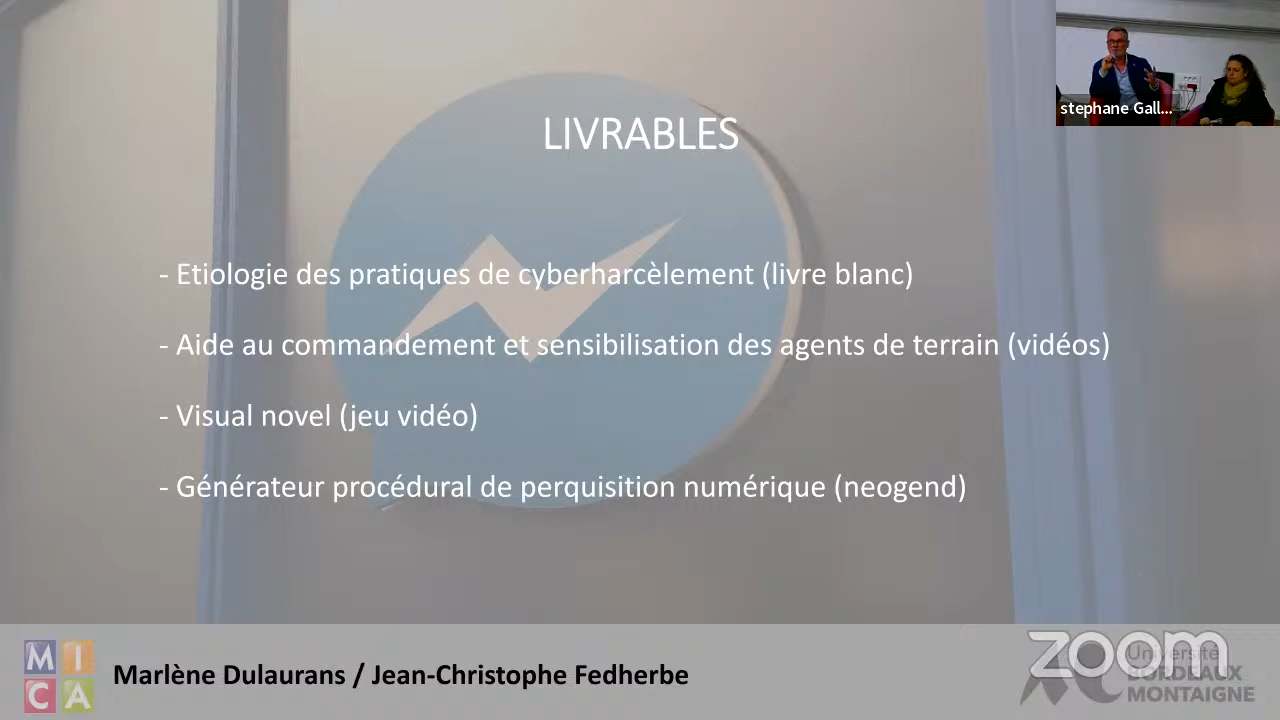 stephane Gall...
LIVRABLES
- Etiologie des pratiques de cyberharcèlement (livre blanc)
- Aide au commandement et sensibilisation des agents de terrain (vidéos)
- Visual novel (jeu vidéo)
- Générateur procédural de perquisition numérique (neogend)
M I
C A
Marlène Dulaurans / Jean-Christophe Fedherbe
zoom
Université
BORDEAUX
MONTAIGNE